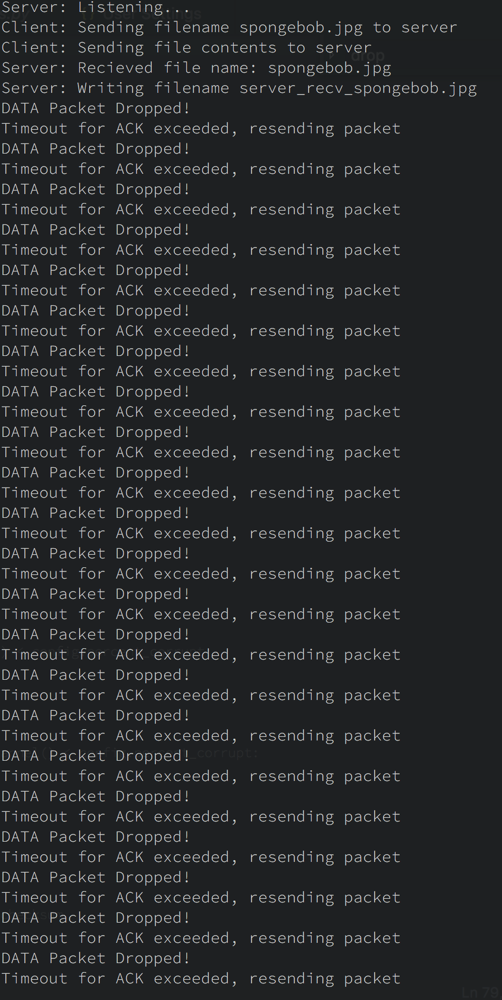 Server: Listening. .
Client: Sending filename spongebob.jpg to server
Client: Sending file contents to server
Server: Recieved file name: spongebob.jpg
Server: Writing filename server_recv_spongebob.jpg
DATA Packet Dropped!
Timeout for ACK exceeded, resending packet
DATA Packet Dropped!
Timeout for ACK exceeded, resending packet
DATA Packet Dropped!
Timeout for ACK exceeded, resending packet
DATA Packet Dropped!
Timeout for ACK exceeded, resending packet
DATA Packet Dropped!
Timeout for ACK exceeded, resending packet
DATA Packet Dropped!
Timeout for ACK exceeded, resending packet
DATA Packet Dropped!
Timeout for ACK exceeded, resending packet
DATA Packet Dropped!
Timeout for ACK exceeded, resending packet
DATA Packet Dropped!
Timeout for ACK exceeded, resending packet
DATA Packet Dropped!
Timeout for ACK exceeded, resending packet
DATA Packet Dropped!
Timeout for ACK exceeded, resending packet
DATA Packet Dropped!
Timeout for ACK exceeded, resending packet
DATA Packet Dropped!
Timeout for ACK exceeded, resending packet
DATA Packet Dropped!
Timeout for ACK exceeded, resending packet
DATA Packet Dropped!
Timeout for ACK exceeded, resending packet
DATA Packet Dropped!
Timeout for ACK exceeded, resending packet
DATA Packet Dropped!
Timeout for ACK exceeded, resending packet
DATA Packet Dropped!
Timeout for ACK exceeded, resending packet
DATA Packet Dropped!
Timeout for ACK exceeded, resending packet
DATA Packet Dropped!
Timeout for ACK exceeded, resending packet
DATA Packet Dropped!
Timeout for ACK exceeded, resending packet
DATA Packet Dropped!
Timeout for ACK exceeded, resending packet
s.py {} User Settings
drop
_corrupt:
Ln 79